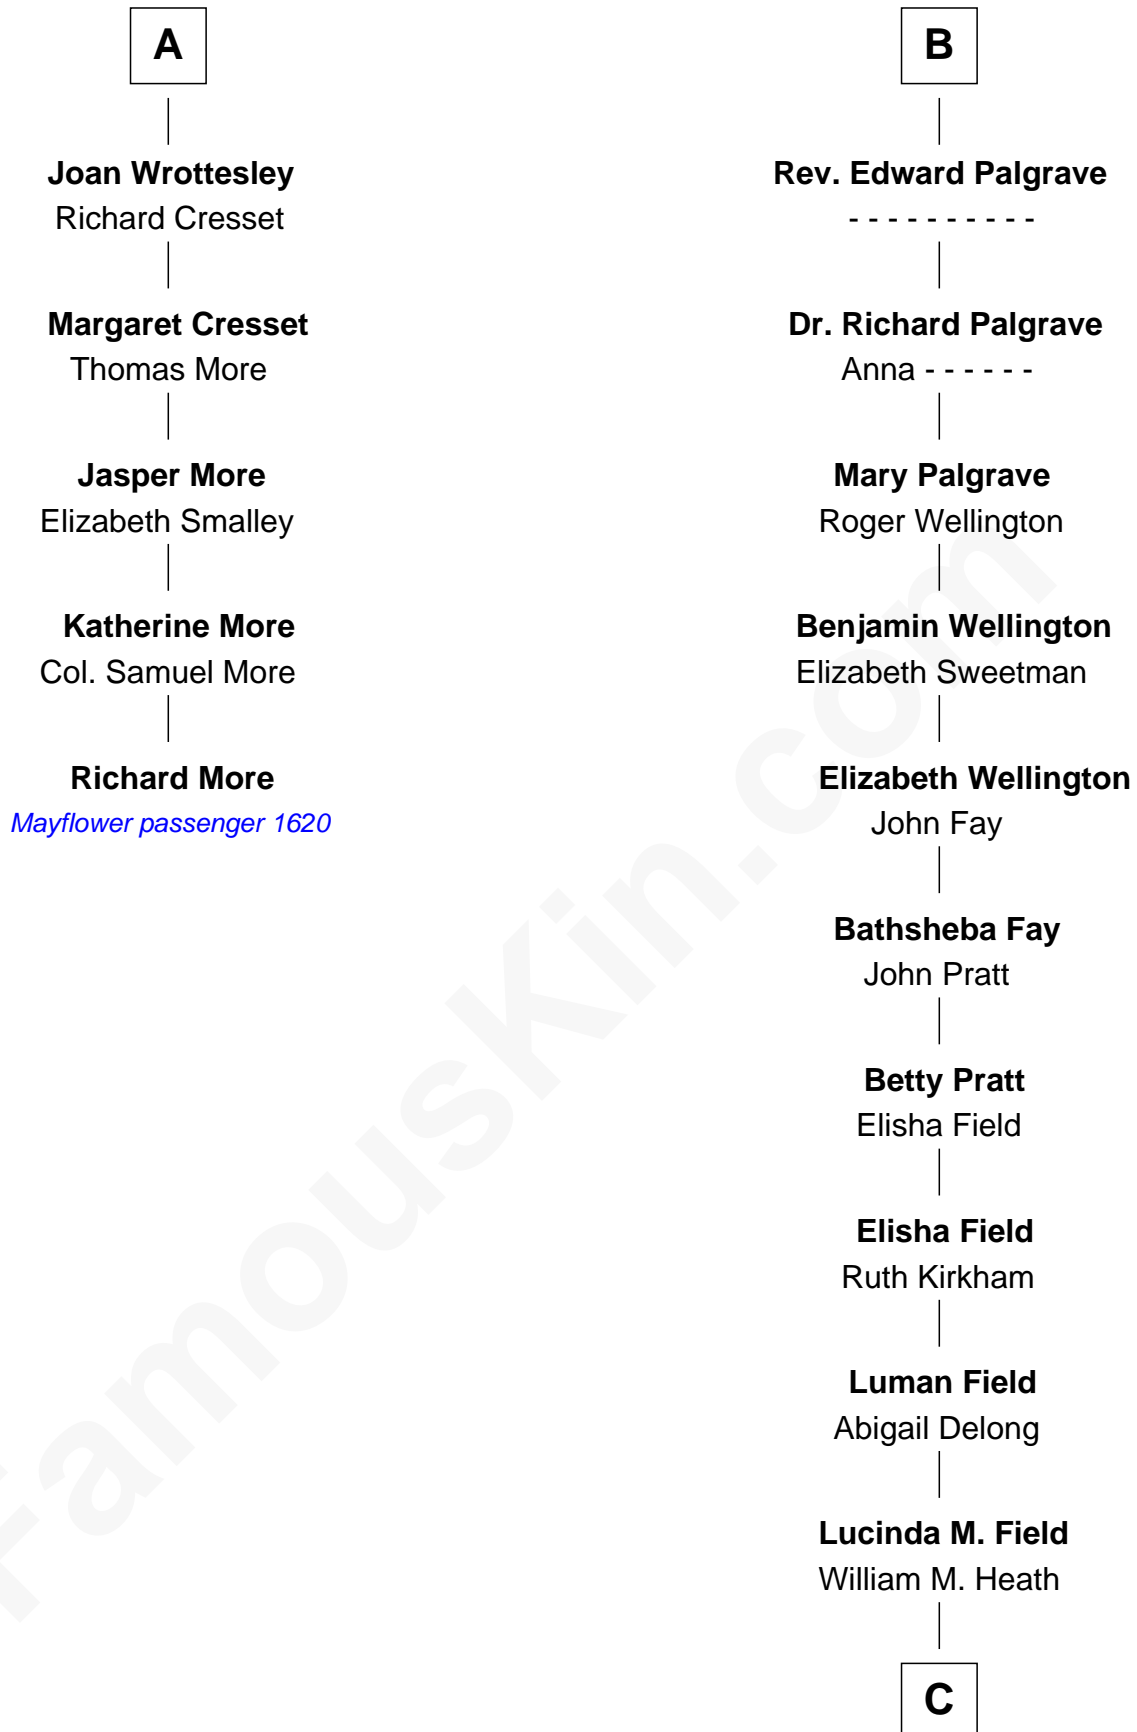 A
Joan Wrottesley
Richard Cresset
Margaret Cresset
Thomas More
Jasper More
Elizabeth Smalley
Katherine More
Col. Samuel More
Richard More
Mayflower passenger 1620
B
Rev. Edward Palgrave
- - - - - - - - - -
Dr. Richard Palgrave
Anna - - - - - -
Mary Palgrave
Roger Wellington
Benjamin Wellington
Elizabeth Sweetman
Elizabeth Wellington
John Fay
Bathsheba Fay
John Pratt
Betty Pratt
Elisha Field
Elisha Field
Ruth Kirkham
Luman Field
Abigail Delong
Lucinda M. Field
William M. Heath
C
FamousKin.com